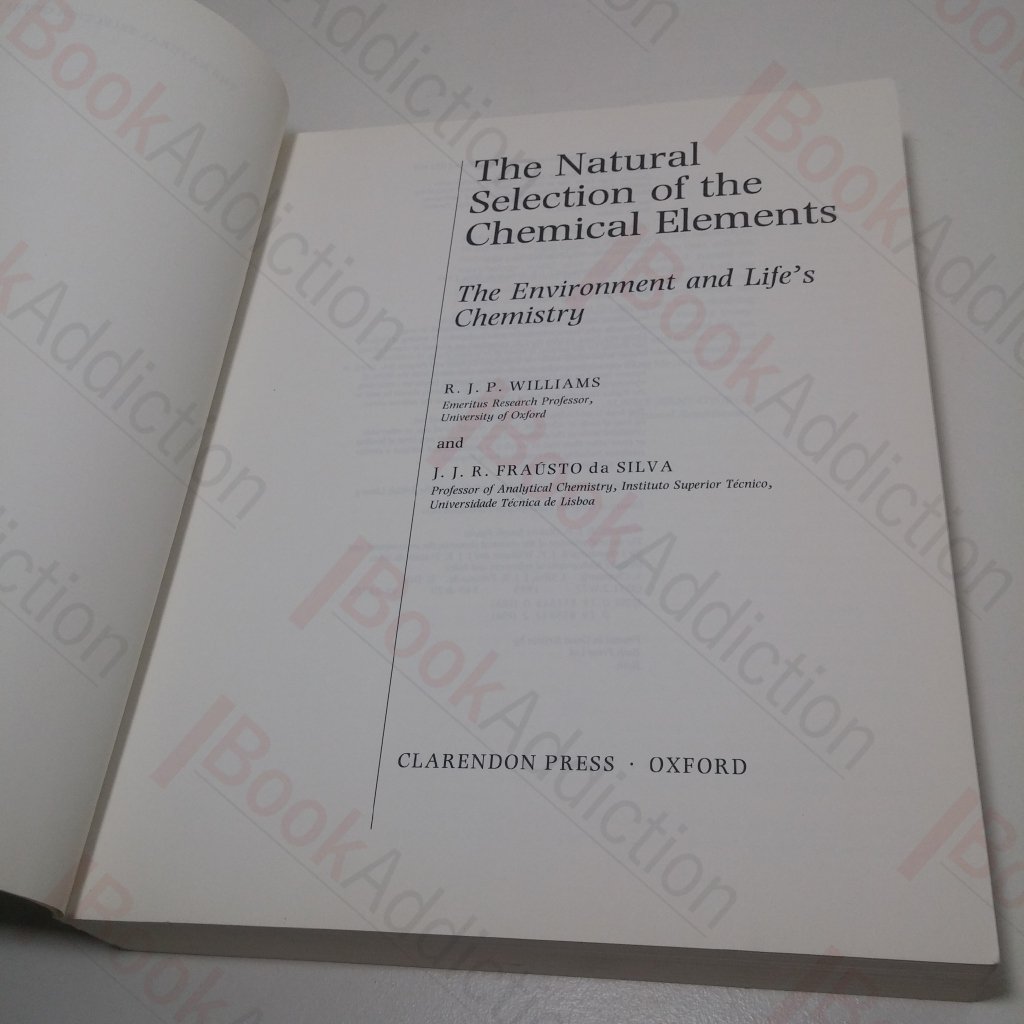 The Natural
Selection of the
Chemical Elements
The Environment and Life's
Chemistry
R. J. P. WILLIAMS
Emeritus Research Professor,
University of Oxford
and
J. J. R. FRAÚSTO da SILVA
Professor of Analytical Chemistry, Instituto Superior Técnico,
Universidade Técnica de Lisboa
CLARENDON PRESS · OXFORD
BookAddiction